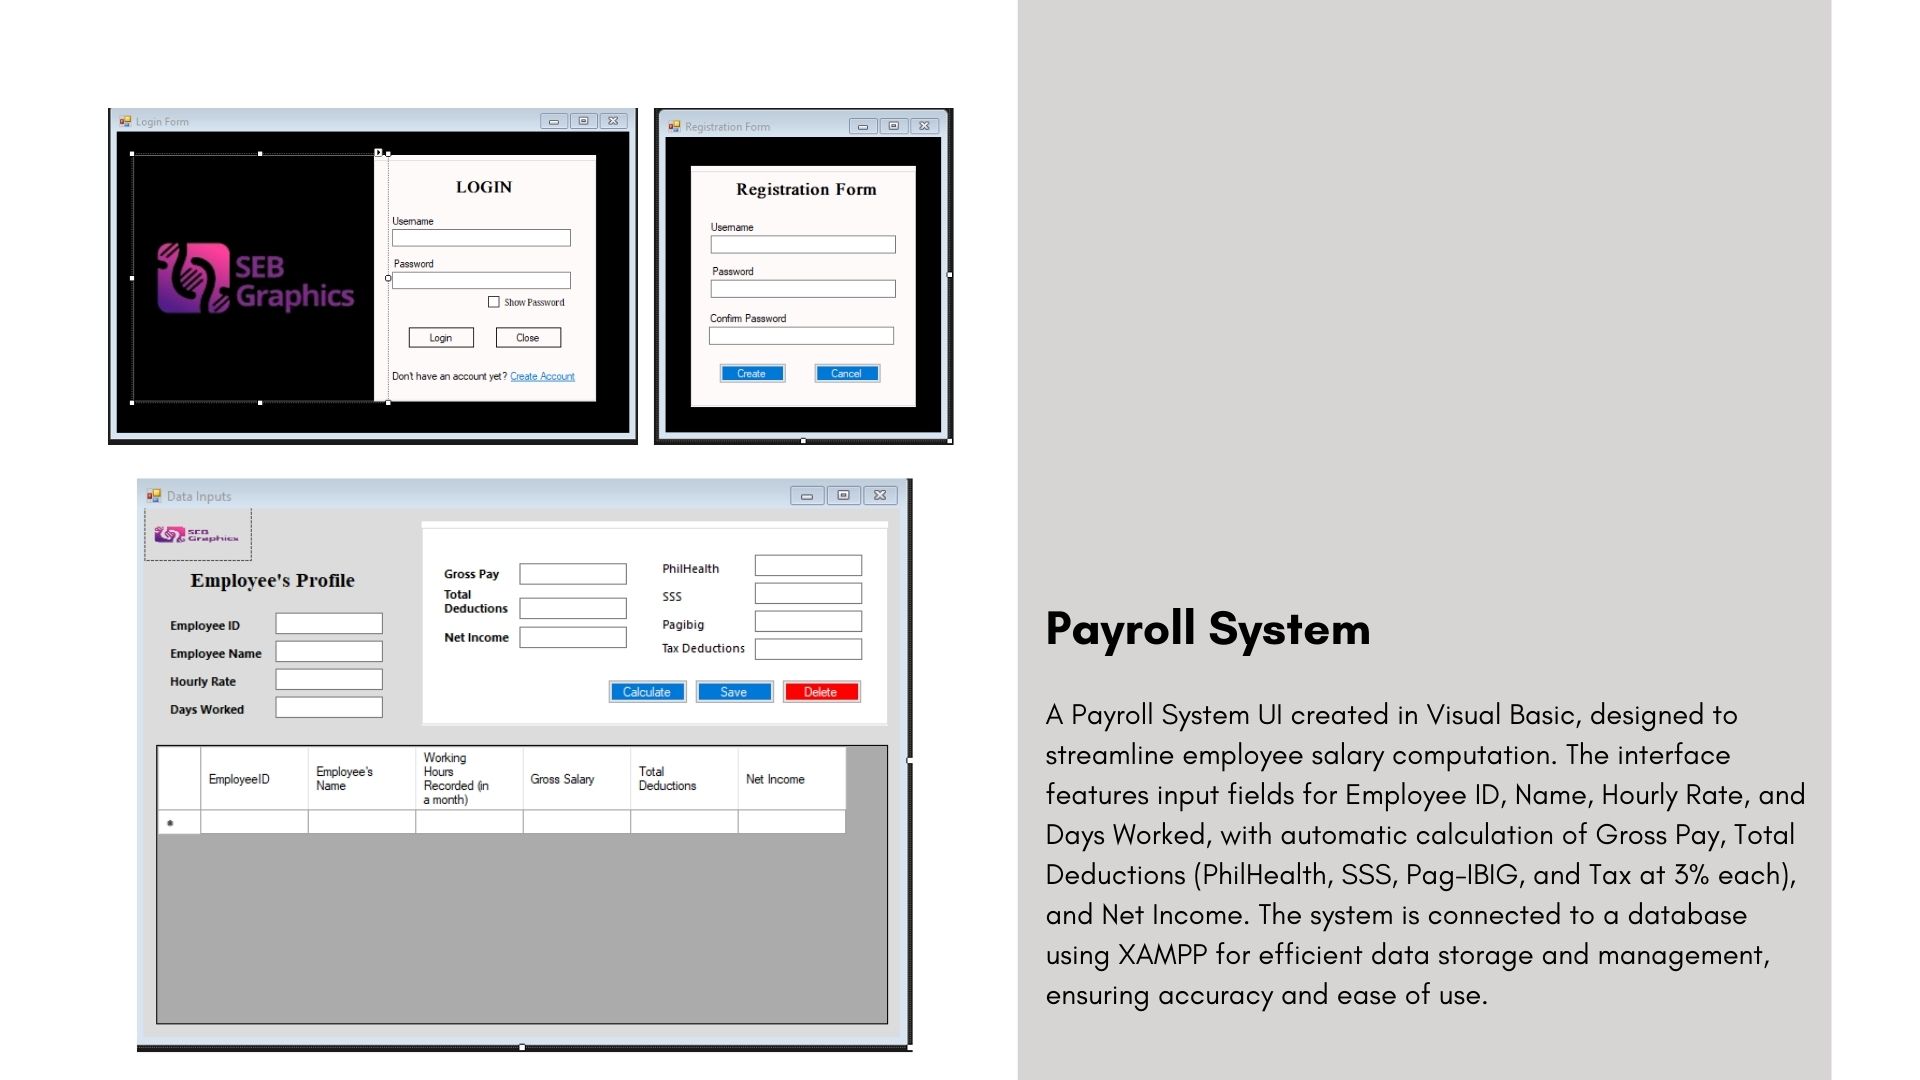 Login Form
SEB
Graphics
LOGIN
Username
Password
Show Password
Login Close
Don't have an account yet? Create Account
Registration Form
Registration Form
Username
Password
Confirm Password
Create Cancel
Data Inputs
SEB
Graphics
Employee's Profile
Employee ID
Employee Name
Hourly Rate
Days Worked
Gross Pay
Total
Deductions
Net Income
PhilHealth
SSS
Pagibig
Tax Deductions
Calculate Save Delete
EmployeeID
Employee's
Name
Working
Hours
Recorded (in
a month)
Gross Salary
Total
Deductions
Net Income
Payroll System
A Payroll System UI created in Visual Basic, designed to
streamline employee salary computation. The interface
features input fields for Employee ID, Name, Hourly Rate, and
Days Worked, with automatic calculation of Gross Pay, Total
Deductions (PhilHealth, SSS, Pag-IBIG, and Tax at 3% each),
and Net Income. The system is connected to a database
using XAMPP for efficient data storage and management,
ensuring accuracy and ease of use.